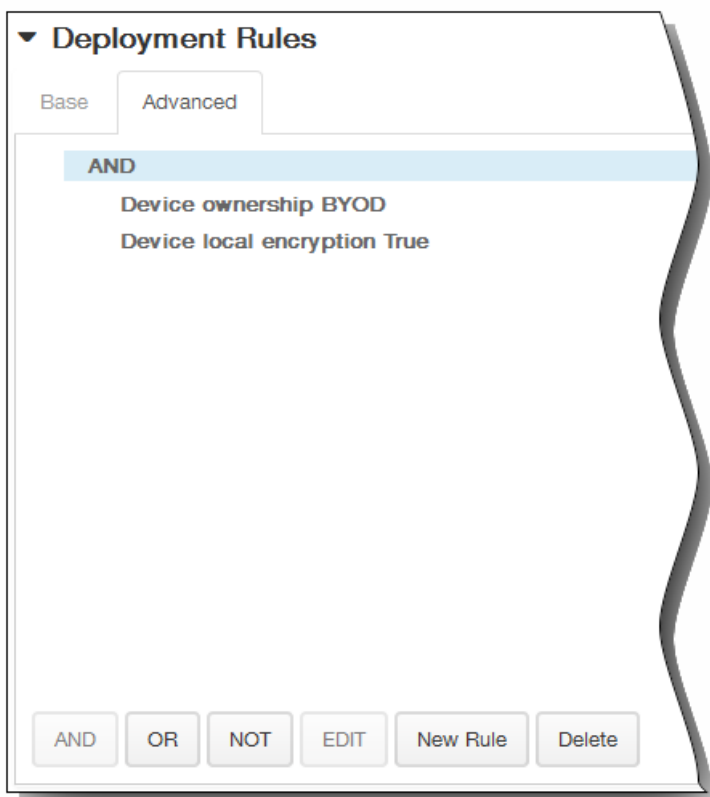 Deployment Rules
Base Advanced
AND
Device ownership BYOD
Device local encryption True
AND OR NOT EDIT New Rule Delete